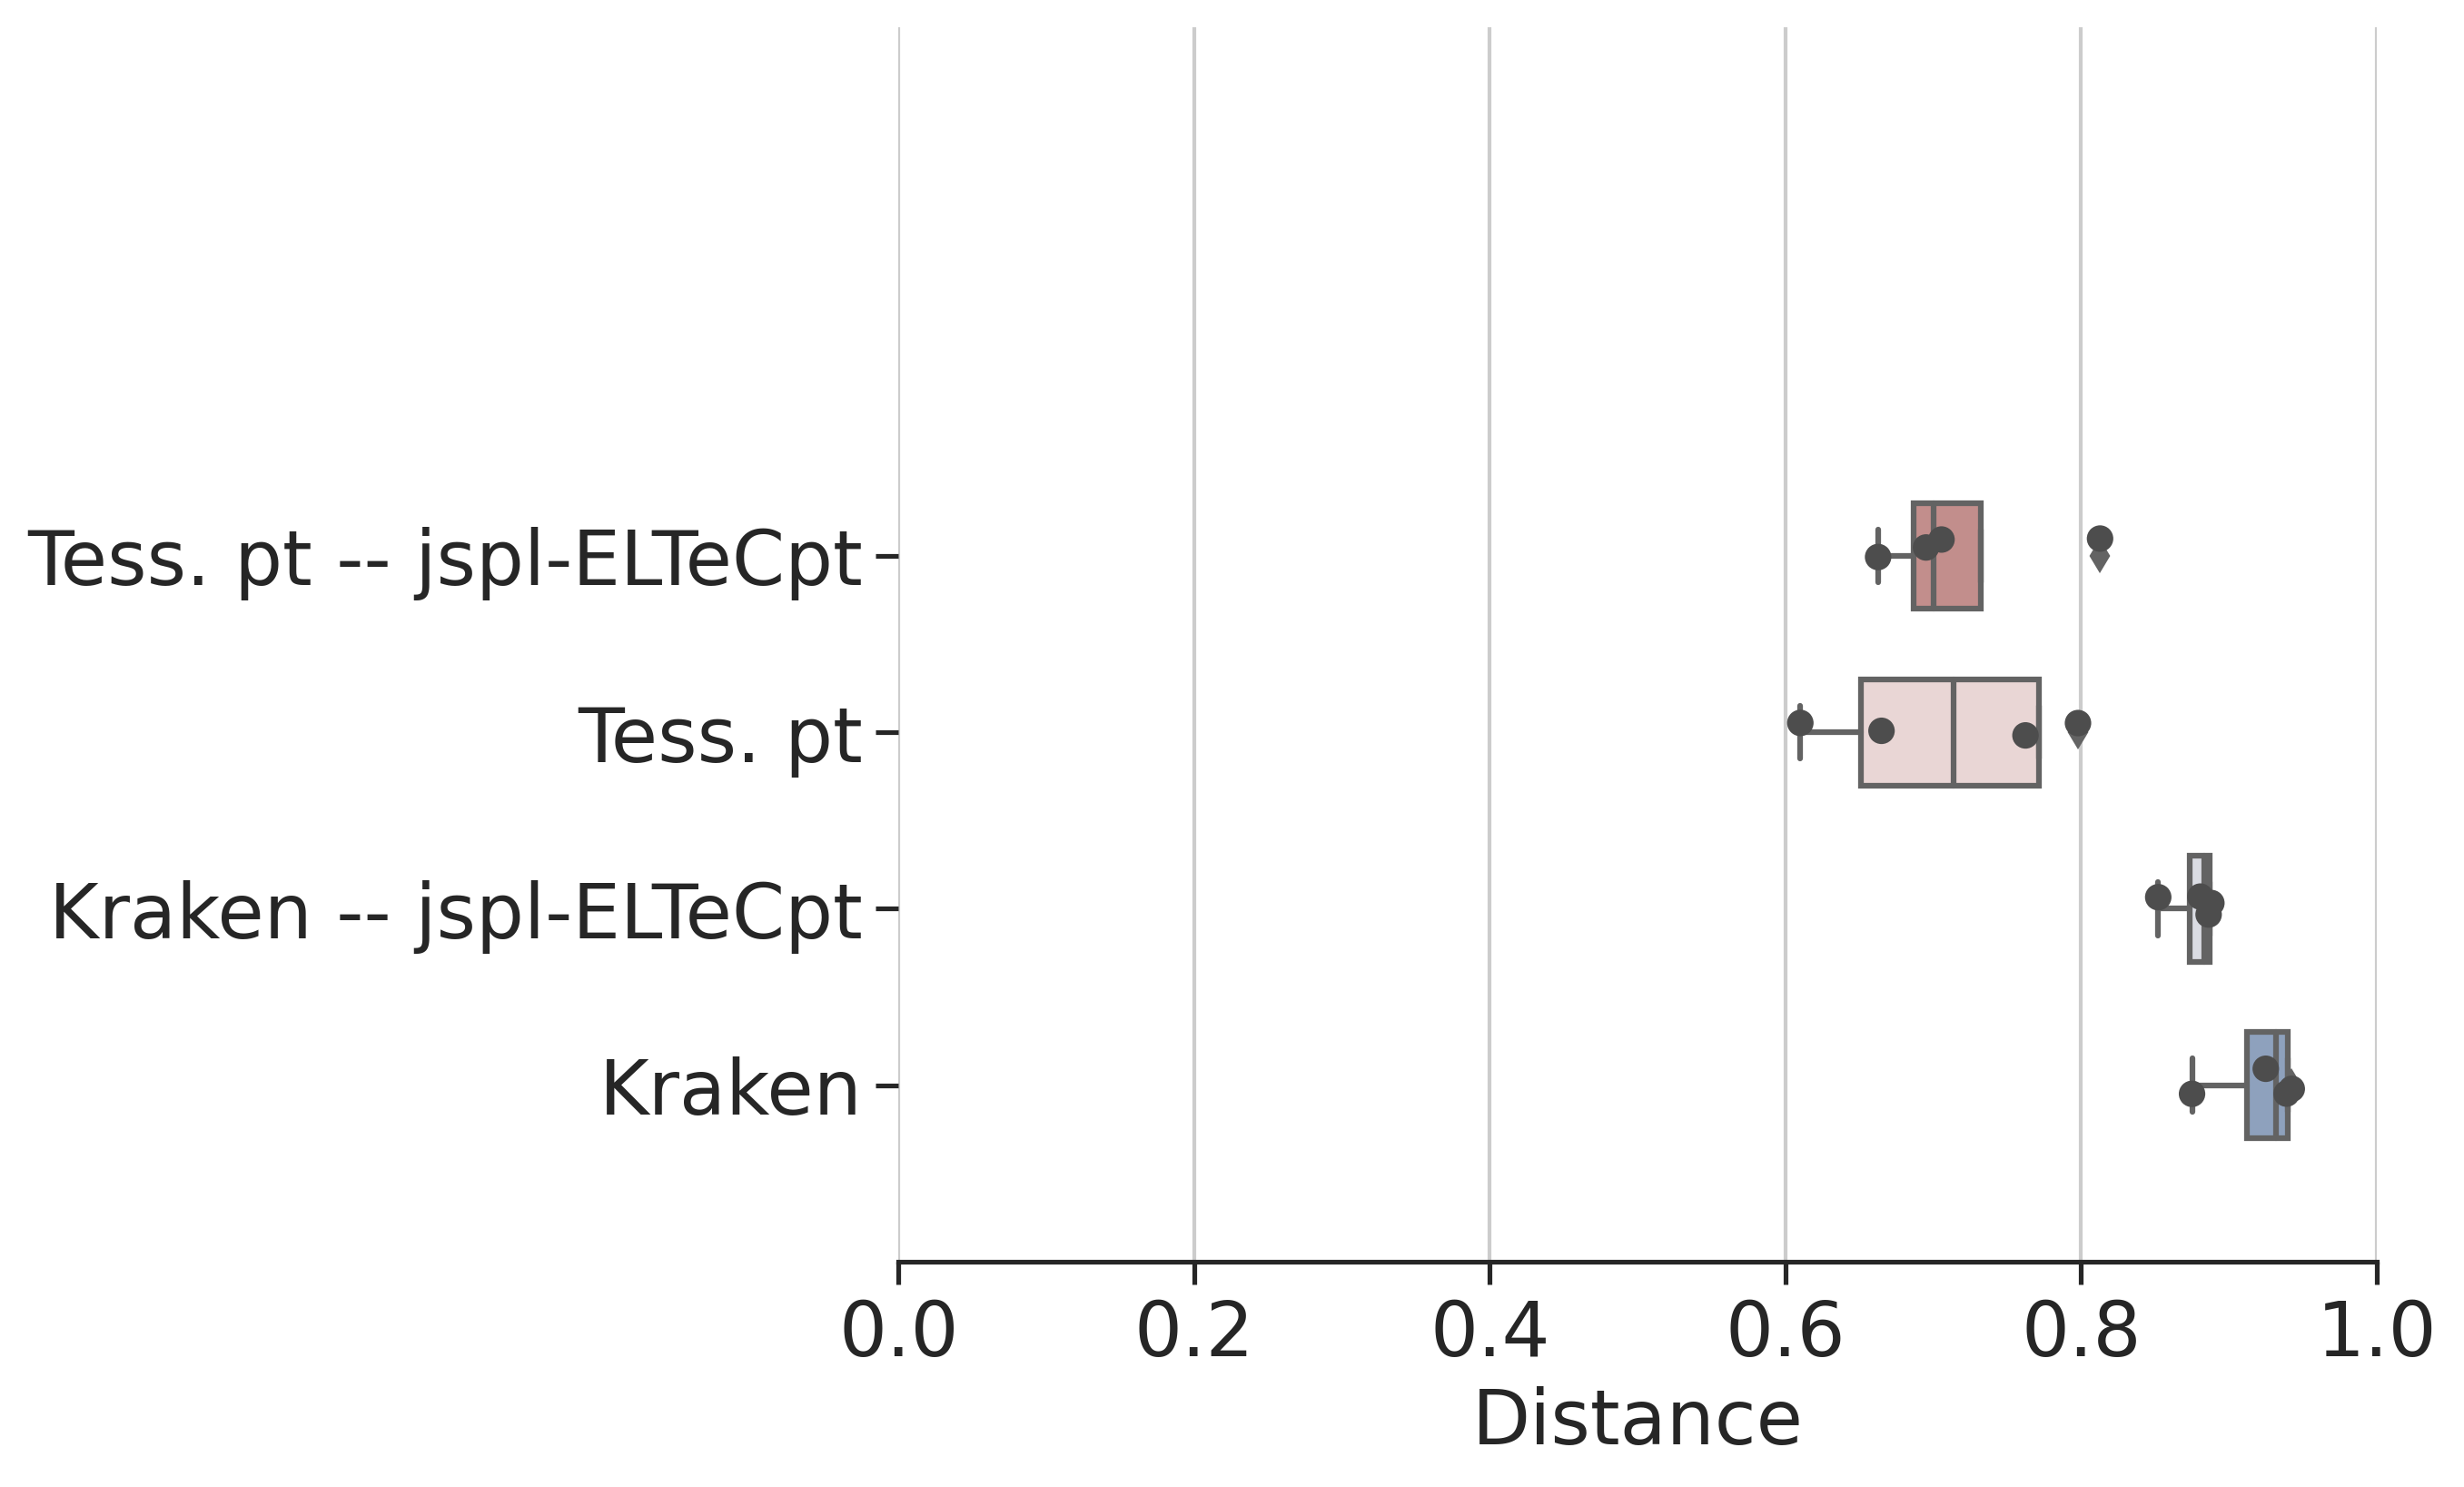 Tess. pt -- jspl-ELTeCpt
Tess. pt
Kraken -- jspl-ELTeCpt
Kraken
0.0 0.2 0.4 0.6 0.8 1.0
Distance